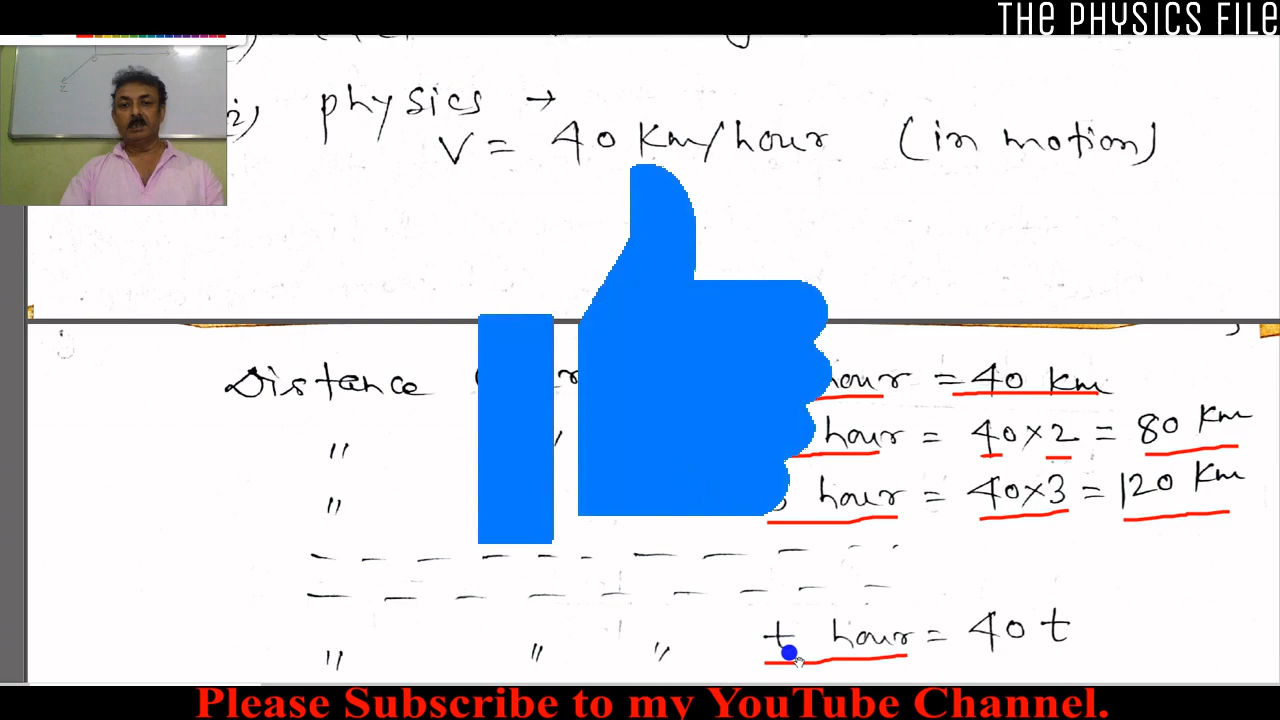 THE PHYSICS FILE
physics →
V = 40 Km/hour (in motion)
Distance hour = 40 Km
" " hour = 40×2 = 80 Km
" hour = 40×3 = 120 Km
" " " t hour = 40 t
Please Subscribe to my YouTube Channel.